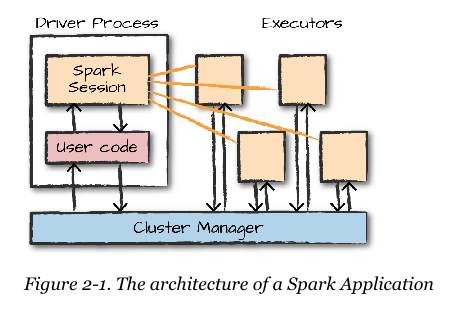 Driver Process
Executors
Spark
Session
User code
Cluster Manager
Figure 2-1. The architecture of a Spark Application